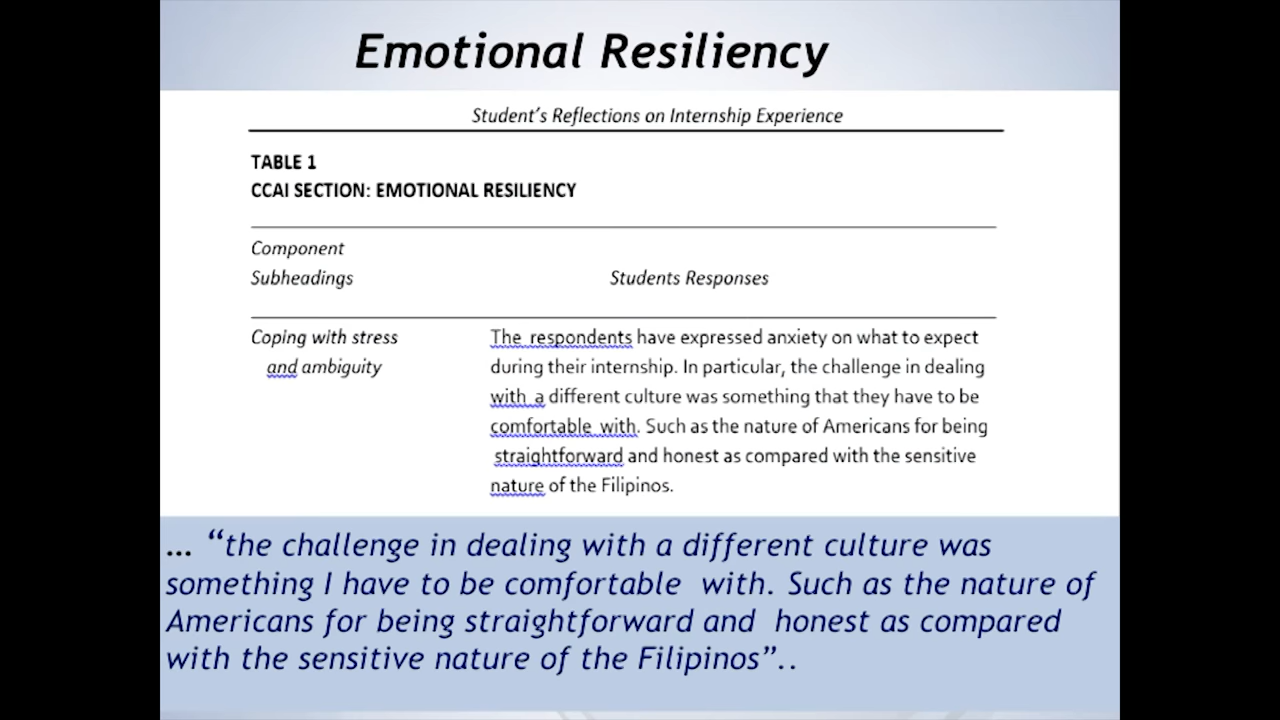 Emotional Resiliency
Student's Reflections on Internship Experience
TABLE 1
CCAI SECTION: EMOTIONAL RESILIENCY
Component
Subheadings
Students Responses
Coping with stress
and ambiguity
The respondents have expressed anxiety on what to expect
during their internship. In particular, the challenge in dealing
with a different culture was something that they have to be
comfortable with. Such as the nature of Americans for being
straightforward and honest as compared with the sensitive
nature of the Filipinos.
... “the challenge in dealing with a different culture was
something I have to be comfortable with. Such as the nature of
Americans for being straightforward and honest as compared
with the sensitive nature of the Filipinos”..